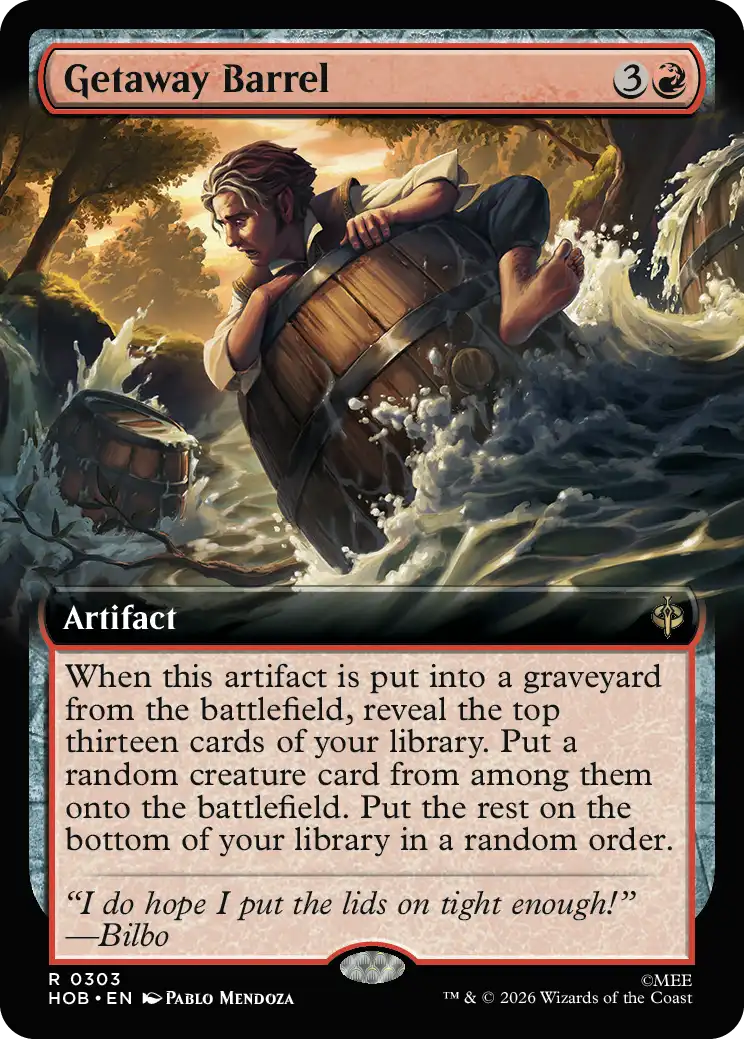 Getaway Barrel 3
Artifact
When this artifact is put into a graveyard
from the battlefield, reveal the top
thirteen cards of your library. Put a
random creature card from among them
onto the battlefield. Put the rest on the
bottom of your library in a random order.
“I do hope I put the lids on tight enough!”
—Bilbo
R 0303
HOB • EN Pablo Mendoza
©MEE
™ & © 2026 Wizards of the Coast